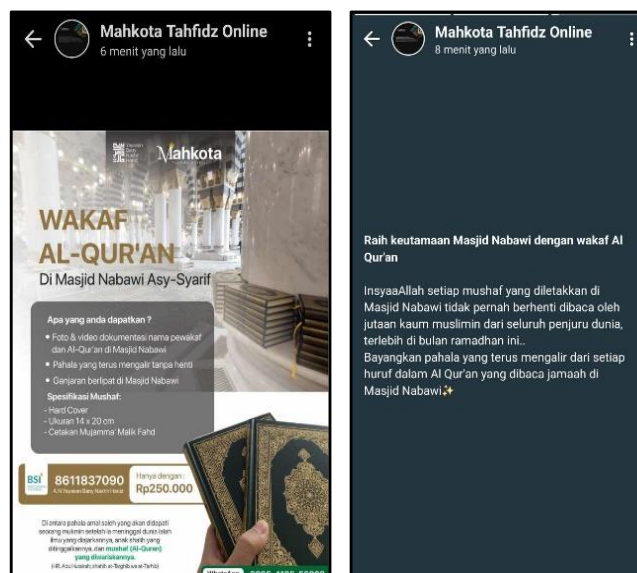 Mahkota Tahfidz Online
6 menit yang lalu
Mahkota
WAKAF
AL-QUR'AN
Di Masjid Nabawi Asy-Syarif
Apa yang anda dapatkan ?
• Foto & video dokumentasi nama pewakaf
dan Al-Qur'an di Masjid Nabawi
• Pahala yang terus mengalir tanpa henti
• Ganjaran berlipat di Masjid Nabawi
Spesifikasi Mushaf:
- Hard Cover
- Ukuran 14 x 20 cm
- Cetakan Mujamma' Malik Fahd
BSI
8611837090
Hanya dengan :
Rp250.000
Di antara pahala amal saleh yang akan didapati
seorang mukmin setelah ia meninggal dunia ialah
ilmu yang diajarkannya, anak shalih yang
ditinggalkannya, dan mushaf (Al-Quran)
yang diwariskannya.
WhatsApp
Mahkota Tahfidz Online
8 menit yang lalu
Raih keutamaan Masjid Nabawi dengan wakaf Al
Qur'an
InsyaaAllah setiap mushaf yang diletakkan di
Masjid Nabawi tidak pernah berhenti dibaca oleh
jutaan kaum muslimin dari seluruh penjuru dunia,
terlebih di bulan ramadhan ini..
Bayangkan pahala yang terus mengalir dari setiap
huruf dalam Al Qur'an yang dibaca jamaah di
Masjid Nabawi✨